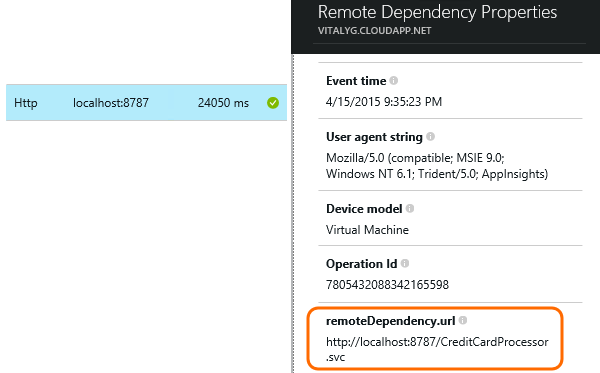 Http localhost:8787 24050 ms
Remote Dependency Properties
VITALYG.CLOUDAPP.NET
Event time
4/15/2015 9:35:23 PM
User agent string
Mozilla/5.0 (compatible; MSIE 9.0;
Windows NT 6.1; Trident/5.0; AppInsights)
Device model
Virtual Machine
Operation Id
7805432088342165598
remoteDependency.url
http://localhost:8787/CreditCardProcessor
.svc